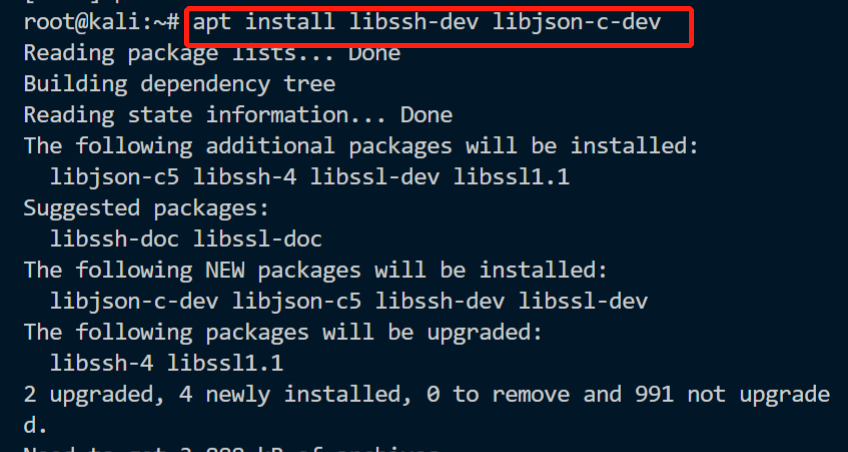 root@kali:~# apt install libssh-dev libjson-c-dev
Reading package lists... Done
Building dependency tree
Reading state information... Done
The following additional packages will be installed:
libjson-c5 libssh-4 libssl-dev libssl1.1
Suggested packages:
libssh-doc libssl-doc
The following NEW packages will be installed:
libjson-c-dev libjson-c5 libssh-dev libssl-dev
The following packages will be upgraded:
libssh-4 libssl1.1
2 upgraded, 4 newly installed, 0 to remove and 991 not upgrade
d.